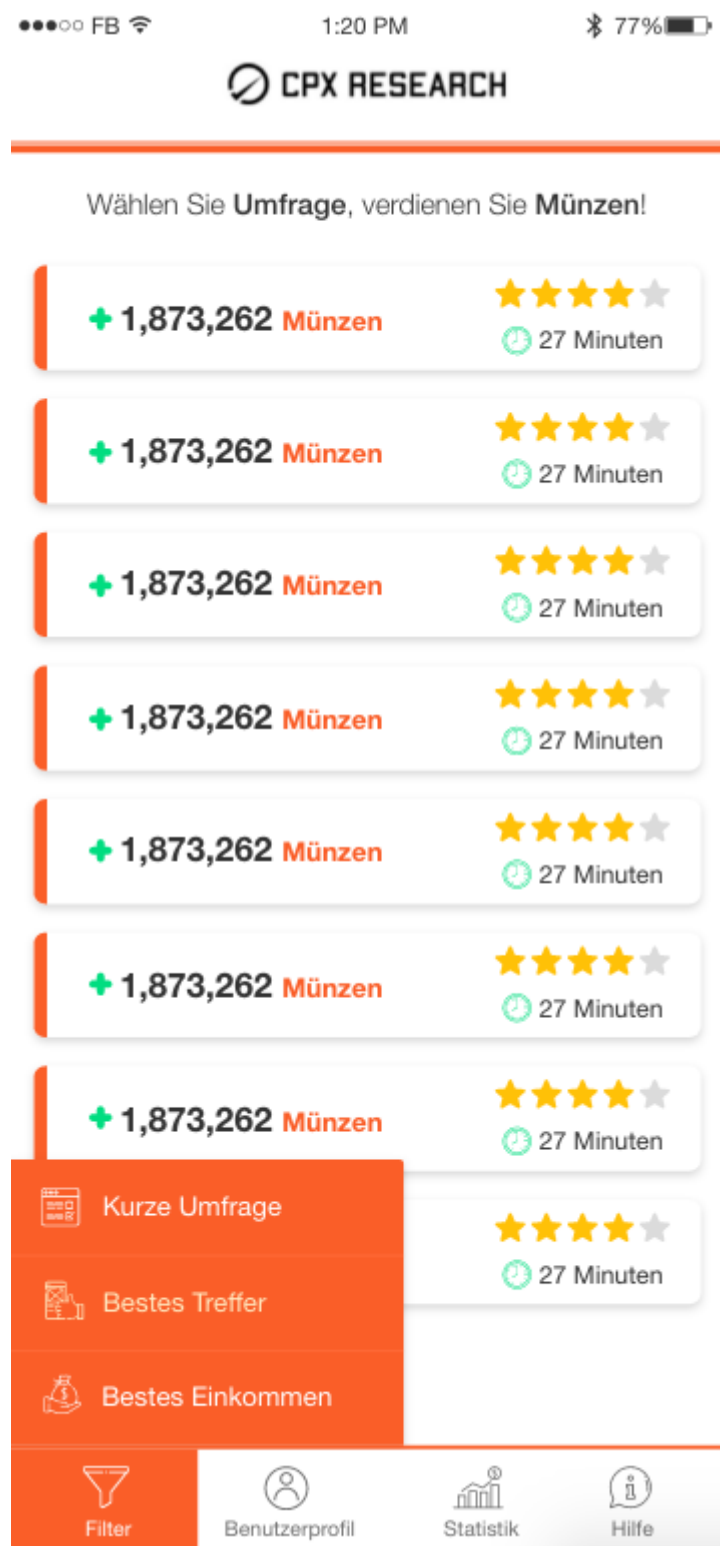 FB 1:20 PM 77%
CPX RESEARCH
Wählen Sie Umfrage, verdienen Sie Münzen!
1,873,262 Münzen
27 Minuten
1,873,262 Münzen
27 Minuten
1,873,262 Münzen
27 Minuten
1,873,262 Münzen
27 Minuten
1,873,262 Münzen
27 Minuten
1,873,262 Münzen
27 Minuten
1,873,262 Münzen
27 Minuten
27 Minuten
Kurze Umfrage
Bestes Treffer
Bestes Einkommen
Filter Benutzerprofil Statistik Hilfe